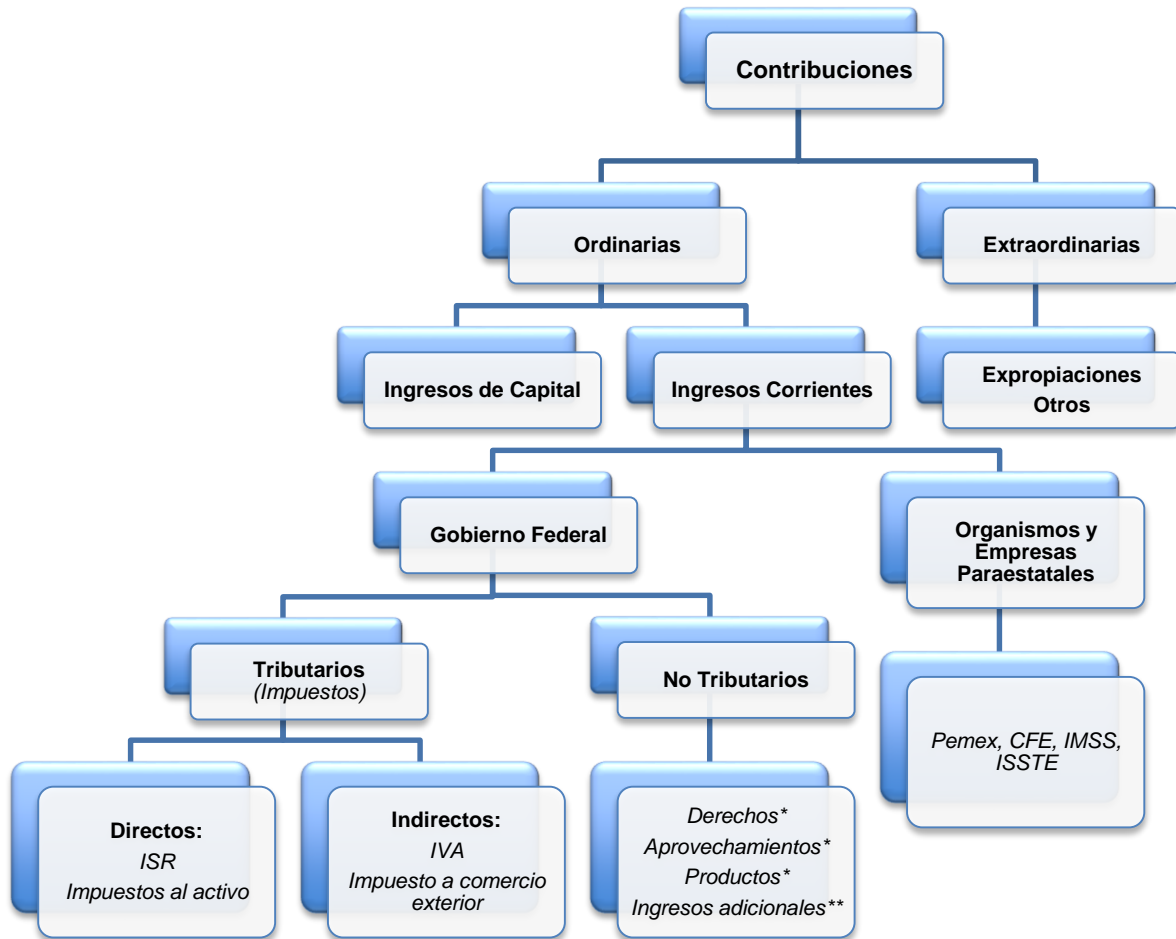 Contribuciones
Ordinarias
Extraordinarias
Ingresos de Capital
Ingresos Corrientes
Expropiaciones
Otros
Gobierno Federal
Organismos y
Empresas
Paraestatales
Tributarios
(Impuestos)
No Tributarios
Pemex, CFE, IMSS,
ISSTE
Directos:
ISR
Impuestos al activo
Indirectos:
IVA
Impuesto a comercio
exterior
Derechos*
Aprovechamientos*
Productos*
Ingresos adicionales**